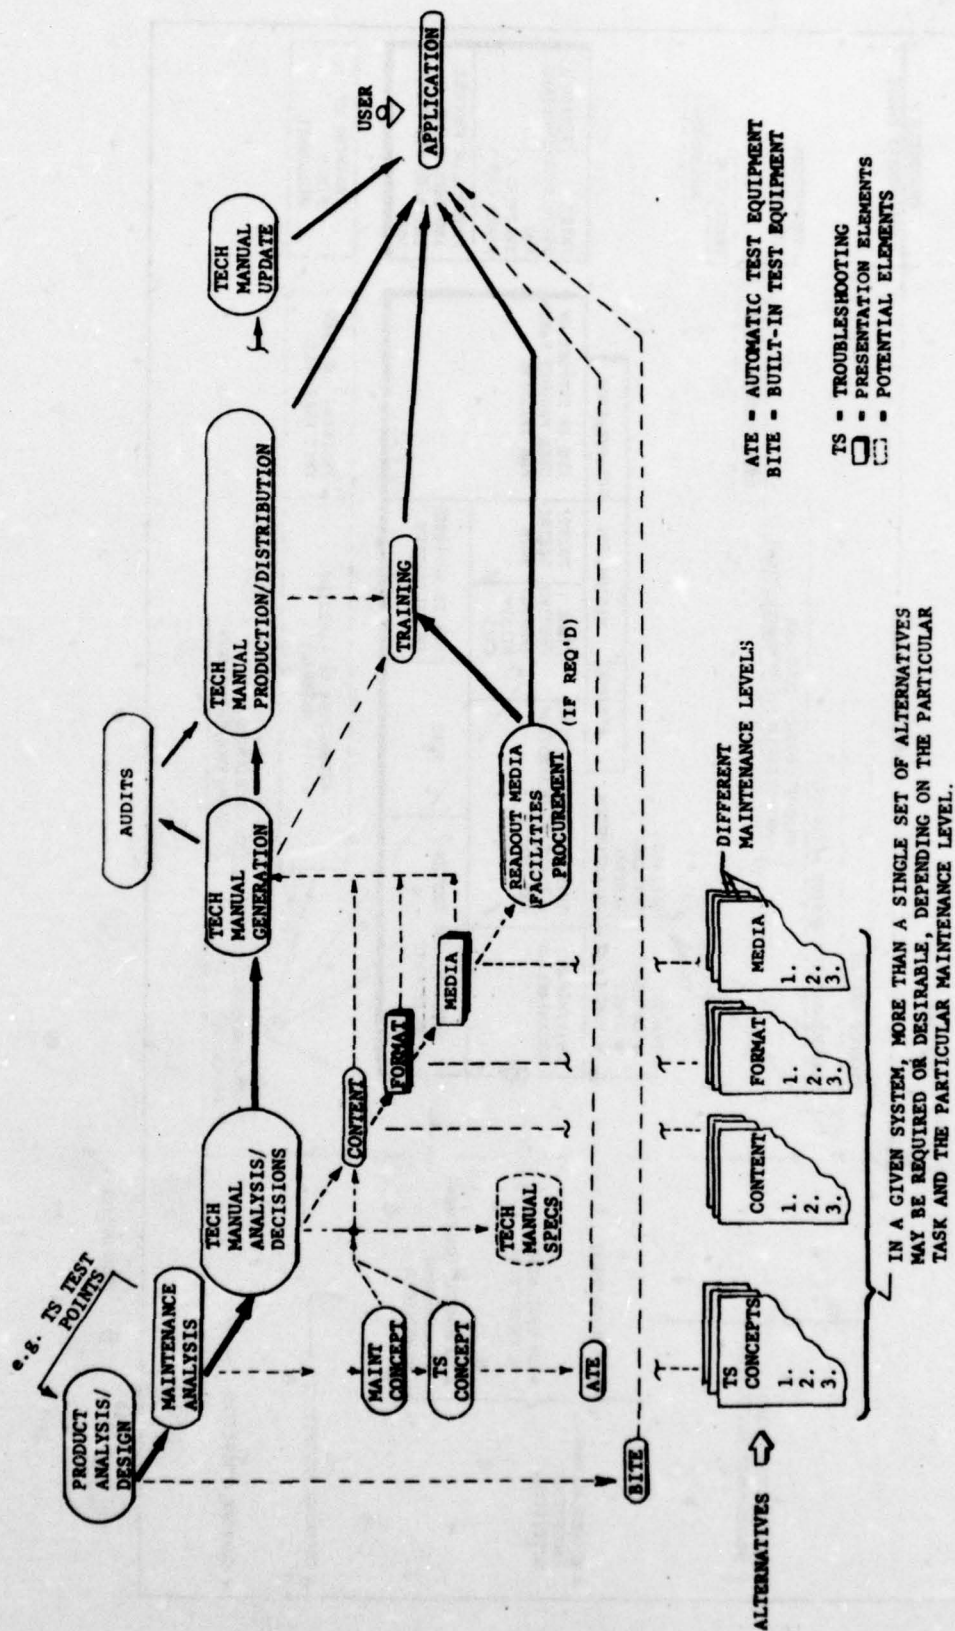 e.g. TS TEST
POINTS
PRODUCT
ANALYSIS/
DESIGN
MAINTENANCE
ANALYSIS
TECH
MANUAL
ANALYSIS/
DECISIONS
TECH
MANUAL
GENERATION
AUDITS
TECH
MANUAL
PRODUCTION/DISTRIBUTION
TECH
MANUAL
UPDATE
USER
APPLICATION
MAINT
CONCEPT
TS
CONCEPT
CONTENT
FORMAT
MEDIA
TECH
MANUAL
SPECS
TRAINING
READOUT MEDIA
FACILITIES
PROCUREMENT
(IF REQ'D)
ATE
BITE
ALTERNATIVES
TS
CONCEPTS
1.
2.
3.
CONTENT
1.
2.
3.
FORMAT
1.
2.
3.
MEDIA
1.
2.
3.
DIFFERENT
MAINTENANCE LEVELS
ATE = AUTOMATIC TEST EQUIPMENT
BITE = BUILT-IN TEST EQUIPMENT
TS = TROUBLESHOOTING
= PRESENTATION ELEMENTS
= POTENTIAL ELEMENTS
IN A GIVEN SYSTEM, MORE THAN A SINGLE SET OF ALTERNATIVES
MAY BE REQUIRED OR DESIRABLE, DEPENDING ON THE PARTICULAR
TASK AND THE PARTICULAR MAINTENANCE LEVEL.